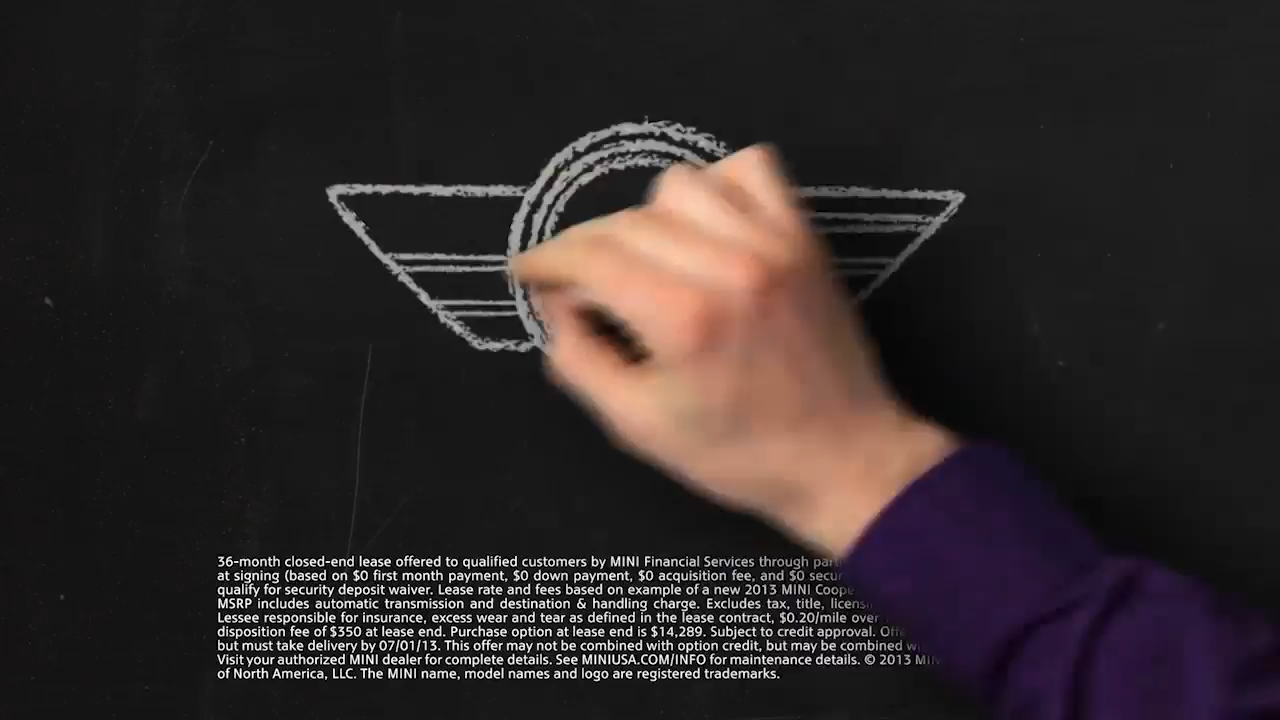 36-month closed-end lease offered to qualified customers by MINI Financial Services through
at signing (based on $0 first month payment, $0 down payment, $0 acquisition fee, and $0
qualify for security deposit waiver. Lease rate and fees based on example of a new 2013 MINI
MSRP includes automatic transmission and destination & handling charge. Excludes tax, title,
Lessee responsible for insurance, excess wear and tear as defined in the lease contract, $0.20/mile over
disposition fee of $350 at lease end. Purchase option at lease end is $14,289. Subject to credit approval.
but must take delivery by 07/01/13. This offer may not be combined with option credit, but may be combined
Visit your authorized MINI dealer for complete details. See MINIUSA.COM/INFO for maintenance details. © 2013
of North America, LLC. The MINI name, model names and logo are registered trademarks.